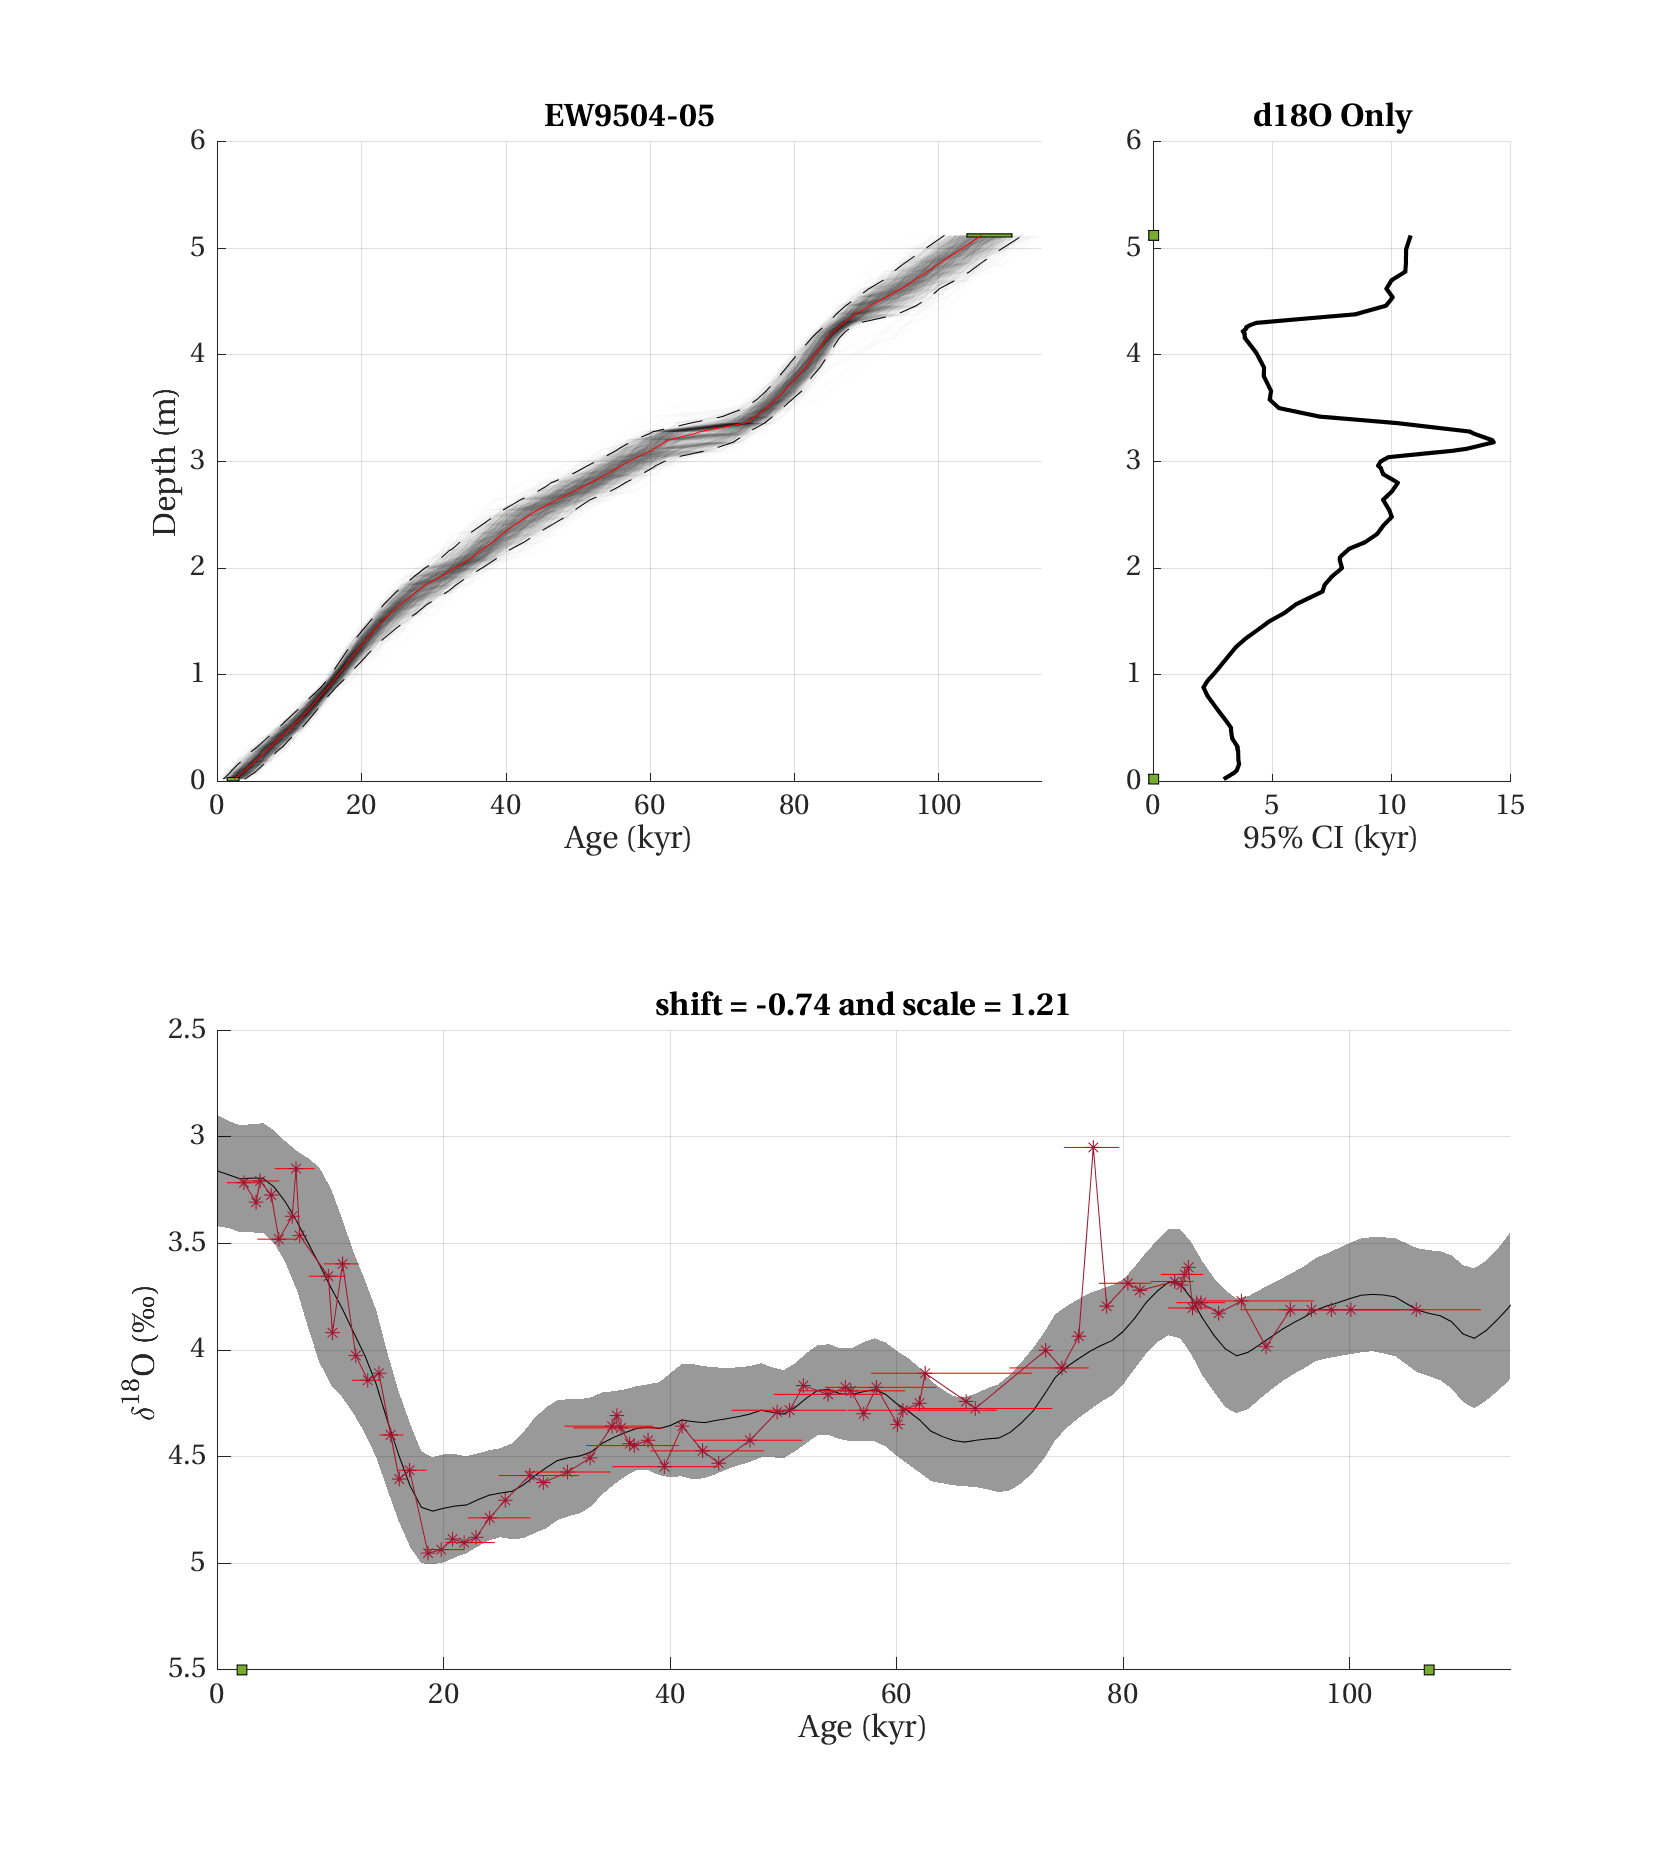 EW9504-05
d18O Only
6
5
4
3
2
1
0
Depth (m)
0 20 40 60 80 100
Age (kyr)
6
5
4
3
2
1
0
0 5 10 15
95% CI (kyr)
shift = -0.74 and scale = 1.21
2.5
3
3.5
4
4.5
5
5.5
δ¹⁸O (‰)
0 20 40 60 80 100
Age (kyr)